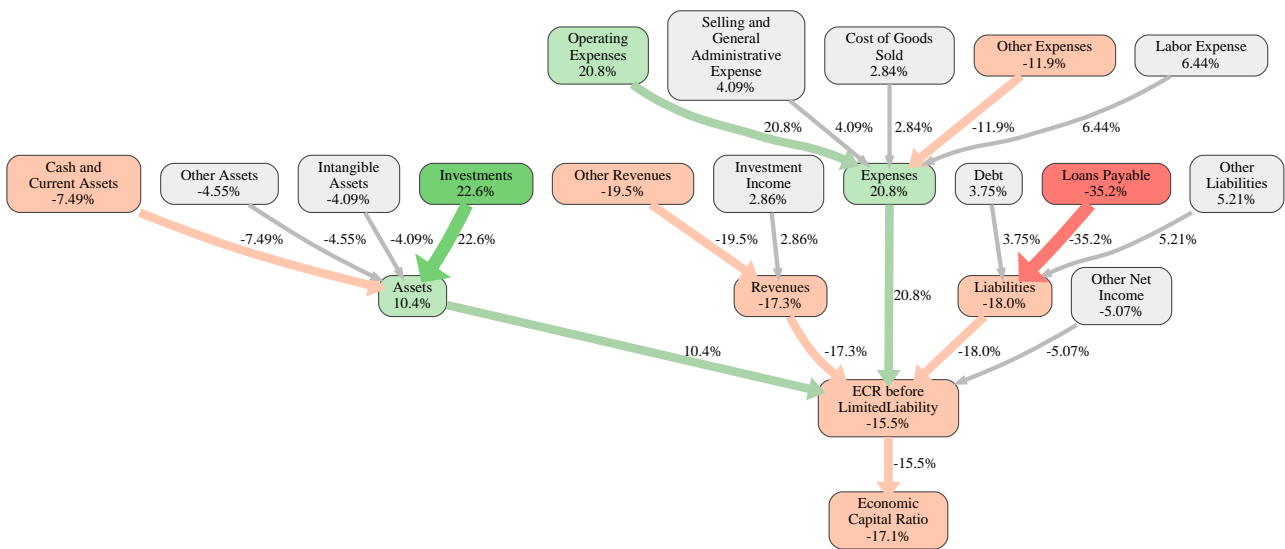 Operating
Expenses
20.8%
Selling and
General
Administrative
Expense
4.09%
Cost of Goods
Sold
2.84%
Other Expenses
-11.9%
Labor Expense
6.44%
20.8%
4.09%
2.84%
-11.9%
6.44%
Cash and
Current Assets
-7.49%
Other Assets
-4.55%
Intangible
Assets
-4.09%
Investments
22.6%
Other Revenues
-19.5%
Investment
Income
2.86%
Expenses
20.8%
Debt
3.75%
Loans Payable
-35.2%
Other
Liabilities
5.21%
-7.49%
-4.55%
-4.09%
22.6%
-19.5%
2.86%
3.75%
-35.2%
5.21%
Assets
10.4%
Revenues
-17.3%
20.8%
Liabilities
-18.0%
Other Net
Income
-5.07%
10.4%
-17.3%
-18.0%
-5.07%
ECR before
LimitedLiability
-15.5%
-15.5%
Economic
Capital Ratio
-17.1%